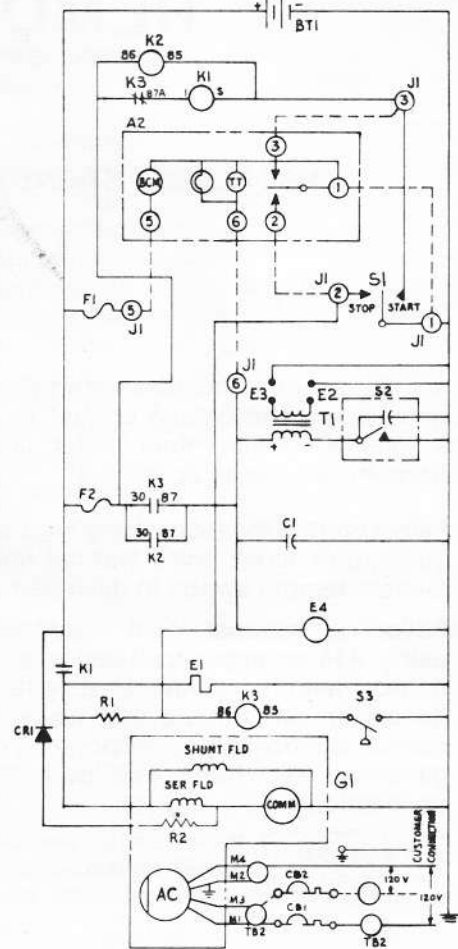 + -
BT1
K2
86 85
K3 K1
87A 1 S
J1
3
A2
3
BCM TT 1
5 6 2
J1 S1
2 STOP START
F1 5 J1
1
J1
J1
6
E3 E2 S2
T1
+
F2 K3
30 87
30 87
K2
C1
E4
K1 E1
R1 K3
86 85 S3
CR1
SHUNT FLD
G1
SER FLD
COMM
R2
CUSTOMER
CONNECTION
M4
M2 CB2 120V
AC
M3 120V
M1 CB1
TB2 TB2